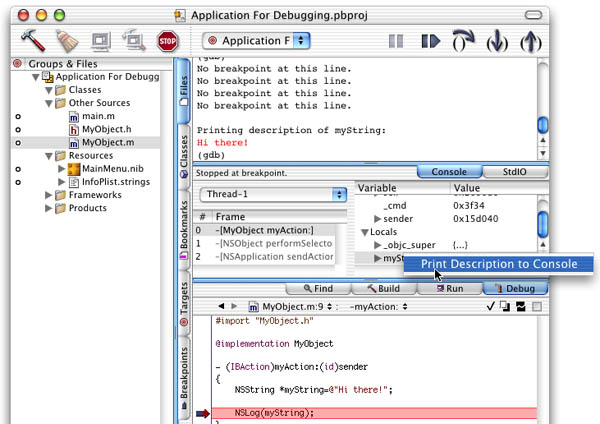 Application For Debugging.pbproj
STOP
Application F
Groups & Files
Application For Debugg
Classes
Other Sources
main.m
MyObject.h
MyObject.m
Resources
MainMenu.nib
InfoPlist.strings
Frameworks
Products
Files
Classes
Bookmarks
Targets
Breakpoints
(gdb)
No breakpoint at this line.
No breakpoint at this line.
No breakpoint at this line.
No breakpoint at this line.
Printing description of myString:
Hi there!
(gdb)
Stopped at breakpoint.
Console
StdIO
Thread-1
# Frame
0 -[MyObject myAction:]
1 -[NSObject performSelecto
2 -[NSApplication sendAction
Variable Value
_cmd 0x3f34
sender 0x15d040
Locals
_objc_super {...}
mySt
Print Description to Console
Find
Build
Run
Debug
MyObject.m:9
-myAction:
#import "MyObject.h"
@implementation MyObject
- (IBAction)myAction:(id)sender
{
NSString *myString=@"Hi there!";
NSLog(myString);